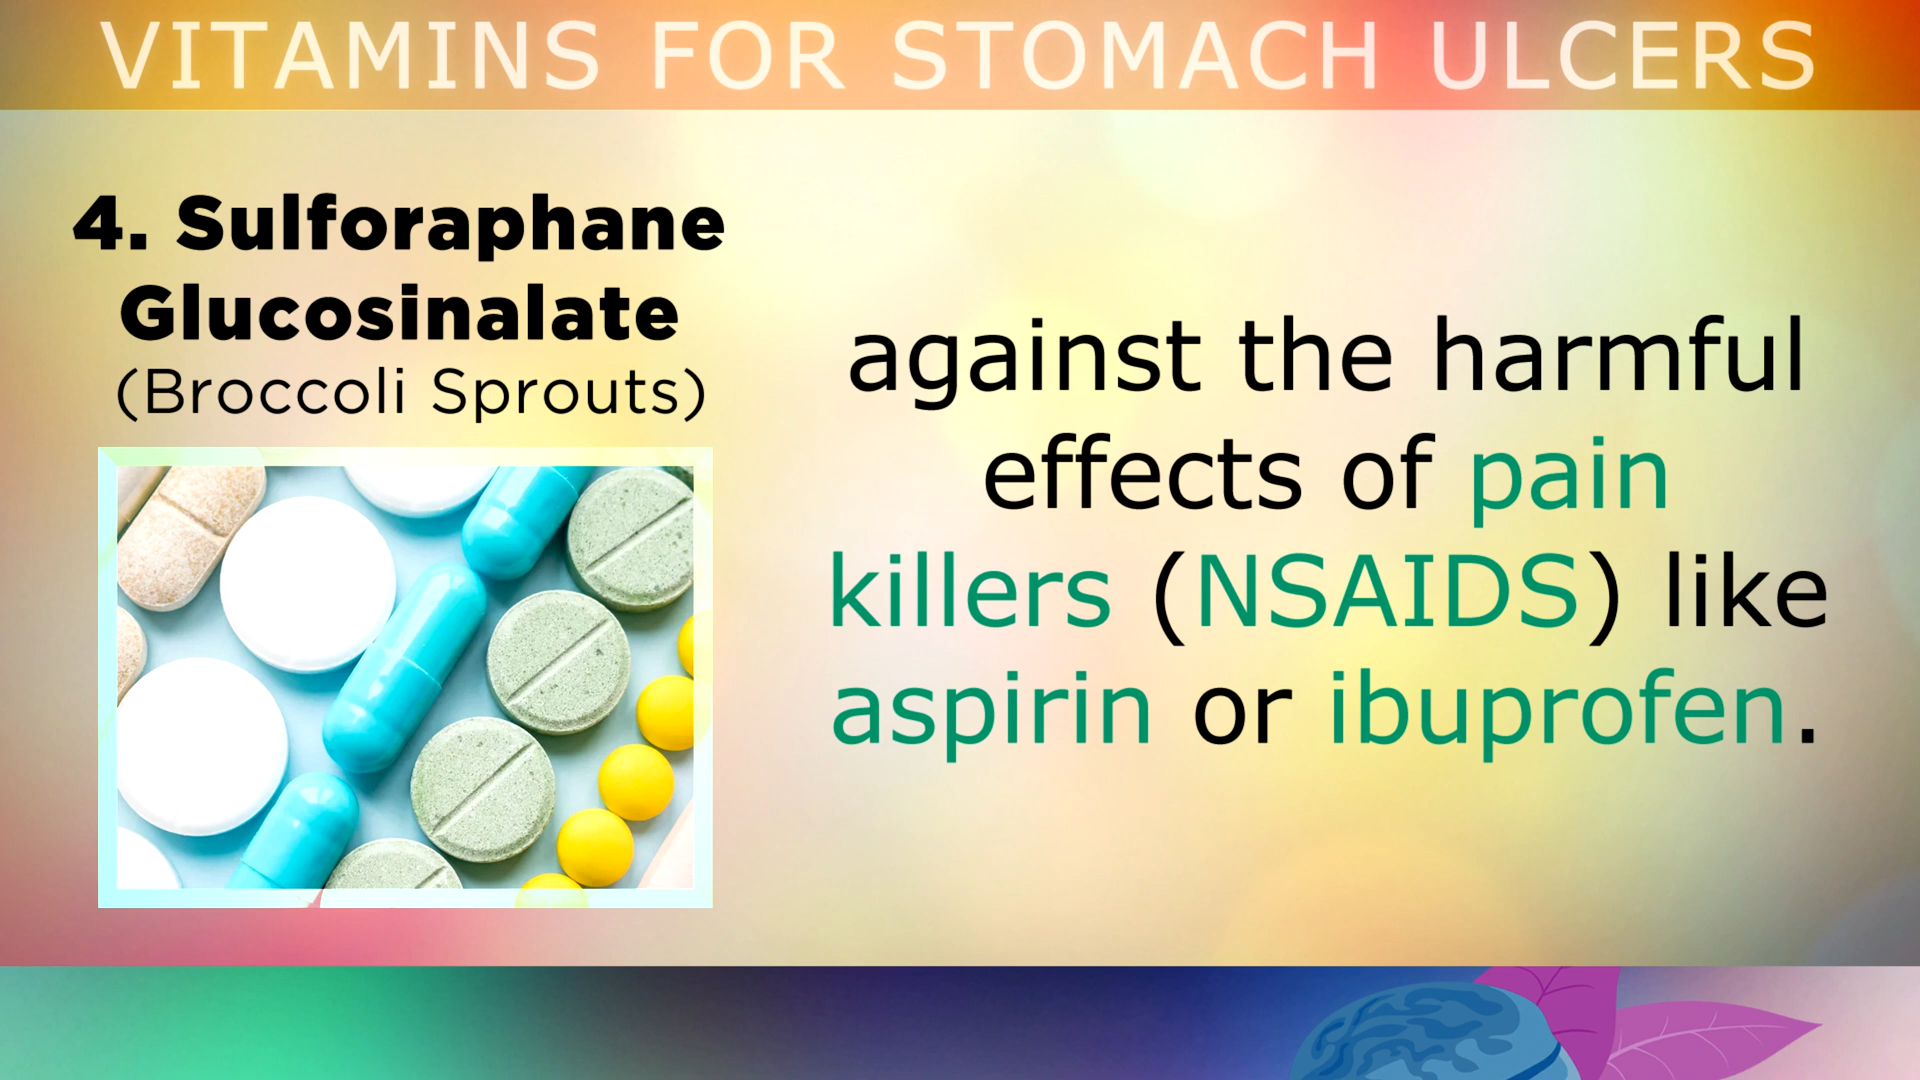 VITAMINS FOR STOMACH ULCERS
4. Sulforaphane
Glucosinalate
(Broccoli Sprouts)
against the harmful
effects of pain
killers (NSAIDS) like
aspirin or ibuprofen.